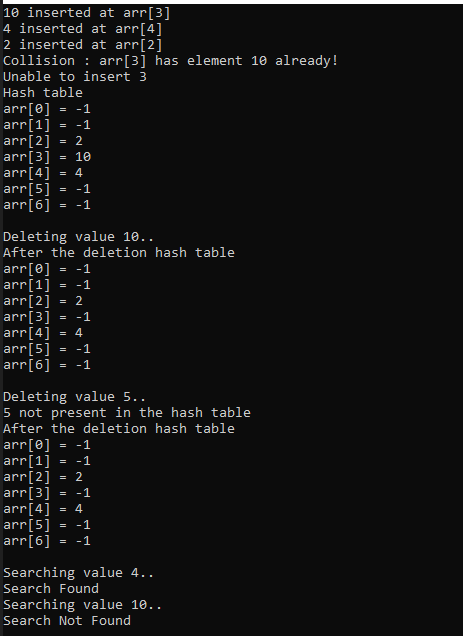 10 inserted at arr[3]
4 inserted at arr[4]
2 inserted at arr[2]
Collision : arr[3] has element 10 already!
Unable to insert 3
Hash table
arr[0] = -1
arr[1] = -1
arr[2] = 2
arr[3] = 10
arr[4] = 4
arr[5] = -1
arr[6] = -1
Deleting value 10..
After the deletion hash table
arr[0] = -1
arr[1] = -1
arr[2] = 2
arr[3] = -1
arr[4] = 4
arr[5] = -1
arr[6] = -1
Deleting value 5..
5 not present in the hash table
After the deletion hash table
arr[0] = -1
arr[1] = -1
arr[2] = 2
arr[3] = -1
arr[4] = 4
arr[5] = -1
arr[6] = -1
Searching value 4..
Search Found
Searching value 10..
Search Not Found